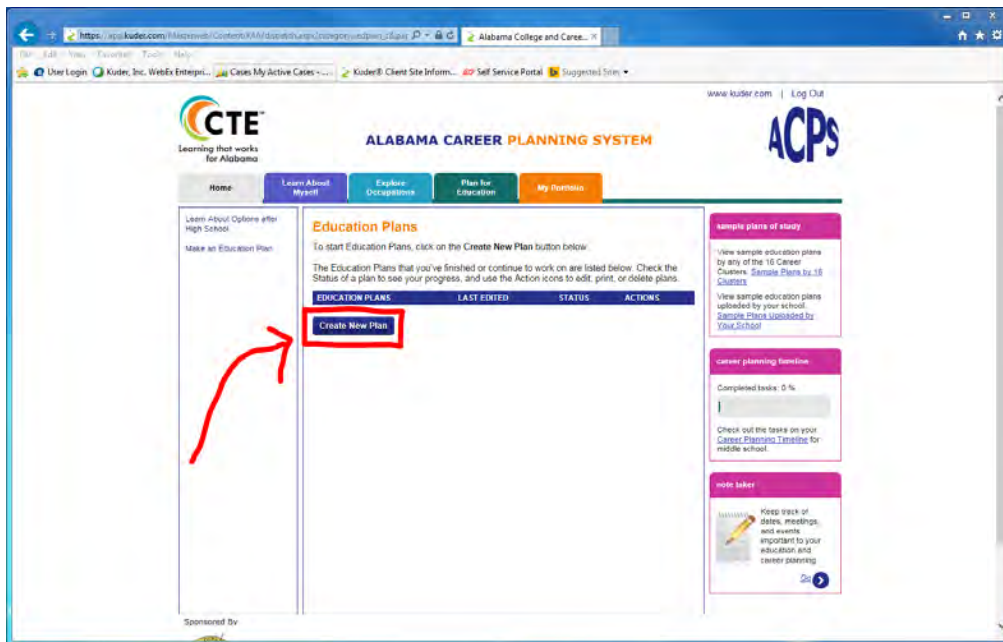 Alabama College and Caree...
User Login
Kuder, Inc. WebEx Enterpri...
Cases My Active Cases - ....
Kuder® Client Site Inform...
Self Service Portal
Suggested Sites
www.kuder.com | Log Out
CTE
Learning that works
for Alabama
ALABAMA CAREER PLANNING SYSTEM
ACPS
Home
Learn About
Myself
Explore
Occupations
Plan for
Education
My Portfolio
Learn About Options after
High School
Make an Education Plan
Education Plans
To start Education Plans, click on the Create New Plan button below.
The Education Plans that you've finished or continue to work on are listed below. Check the
Status of a plan to see your progress, and use the Action icons to edit, print, or delete plans.
EDUCATION PLANS LAST EDITED STATUS ACTIONS
Create New Plan
sample plans of study
View sample education plans
by any of the 16 Career
Clusters. Sample Plans by 16
Clusters
View sample education plans
uploaded by your school.
Sample Plans Uploaded by
Your School
career planning timeline
Completed tasks: 0 %
Check out the tasks on your
Career Planning Timeline for
middle school.
note taker
Keep track of
dates, meetings,
and events
important to your
education and
career planning.
Go
Sponsored By